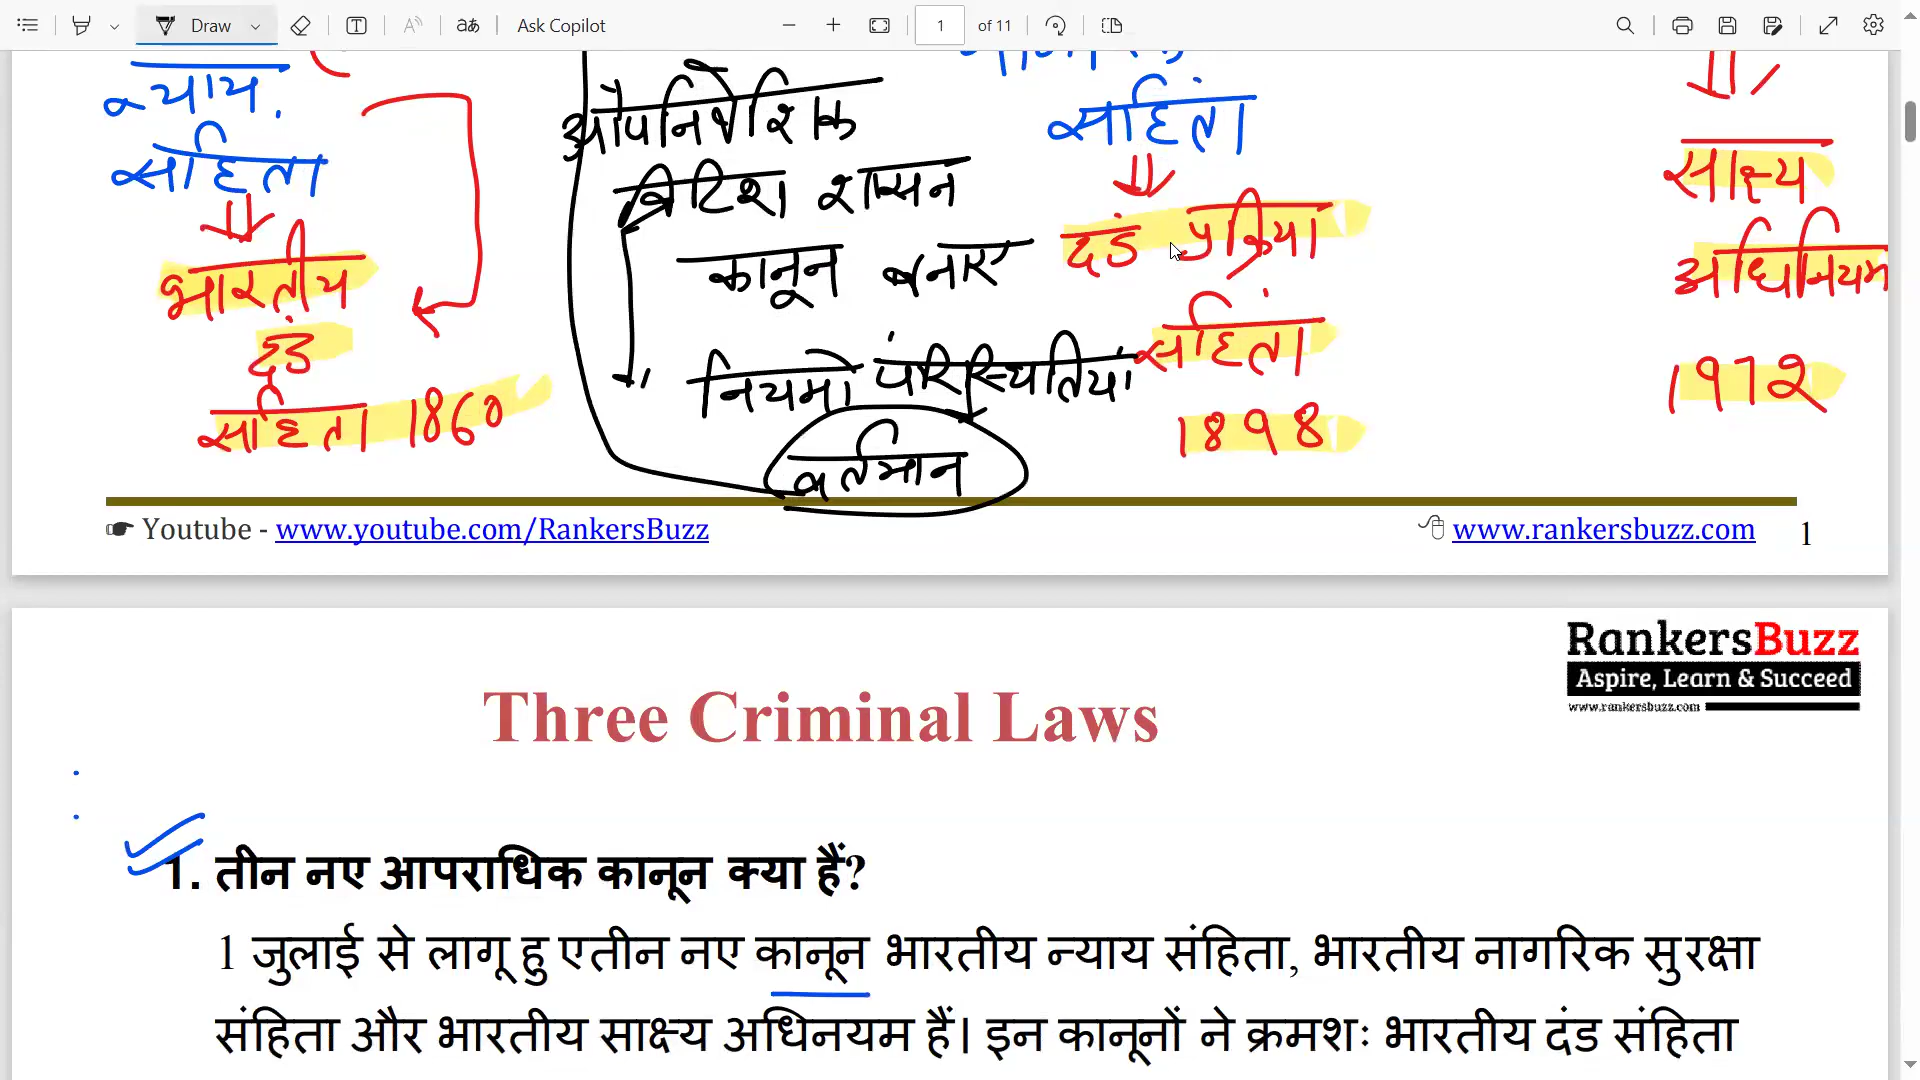 Draw
Ask Copilot
1
of 11
न्याय
संहिता
भारतीय
दंड
संहिता 1860
औपनिवेशिक
ब्रिटिश शासन
कानून बनाए
नियमो परिस्थितियां
वर्तमान
संहिता
दंड प्रक्रिया
संहिता
1898
साक्ष्य
अधिनियम
1972
Youtube - www.youtube.com/RankersBuzz
www.rankersbuzz.com 1
RankersBuzz
Aspire, Learn & Succeed
www.rankersbuzz.com
Three Criminal Laws
1. तीन नए आपराधिक कानून क्या हैं?
1 जुलाई से लागू हु एतीन नए कानून भारतीय न्याय संहिता, भारतीय नागरिक सुरक्षा
संहिता और भारतीय साक्ष्य अधिनयम हैं। इन कानूनों ने क्रमशः भारतीय दंड संहिता